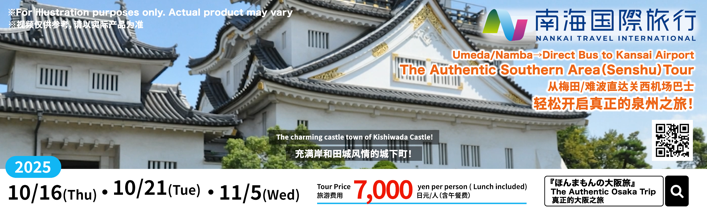 ※For illustration purposes only. Actual product may vary
※视频仅供参考，请以实际产品为准
南海国際旅行
NANKAI TRAVEL INTERNATIONAL
Umeda/Namba→Direct Bus to Kansai Airport
The Authentic Southern Area(Senshu)Tour
从梅田/难波直达关西机场巴士
轻松开启真正的泉州之旅！
The charming castle town of Kishiwada Castle!
充满岸和田城风情的城下町！
2025
10/16(Thu)・10/21(Tue)・11/5(Wed)
Tour Price 7,000 yen per person ( Lunch included)
旅游费用 日元/人（含午餐费）
『ほんまもんの大阪旅』
The Authentic Osaka Trip
真正的大阪之旅